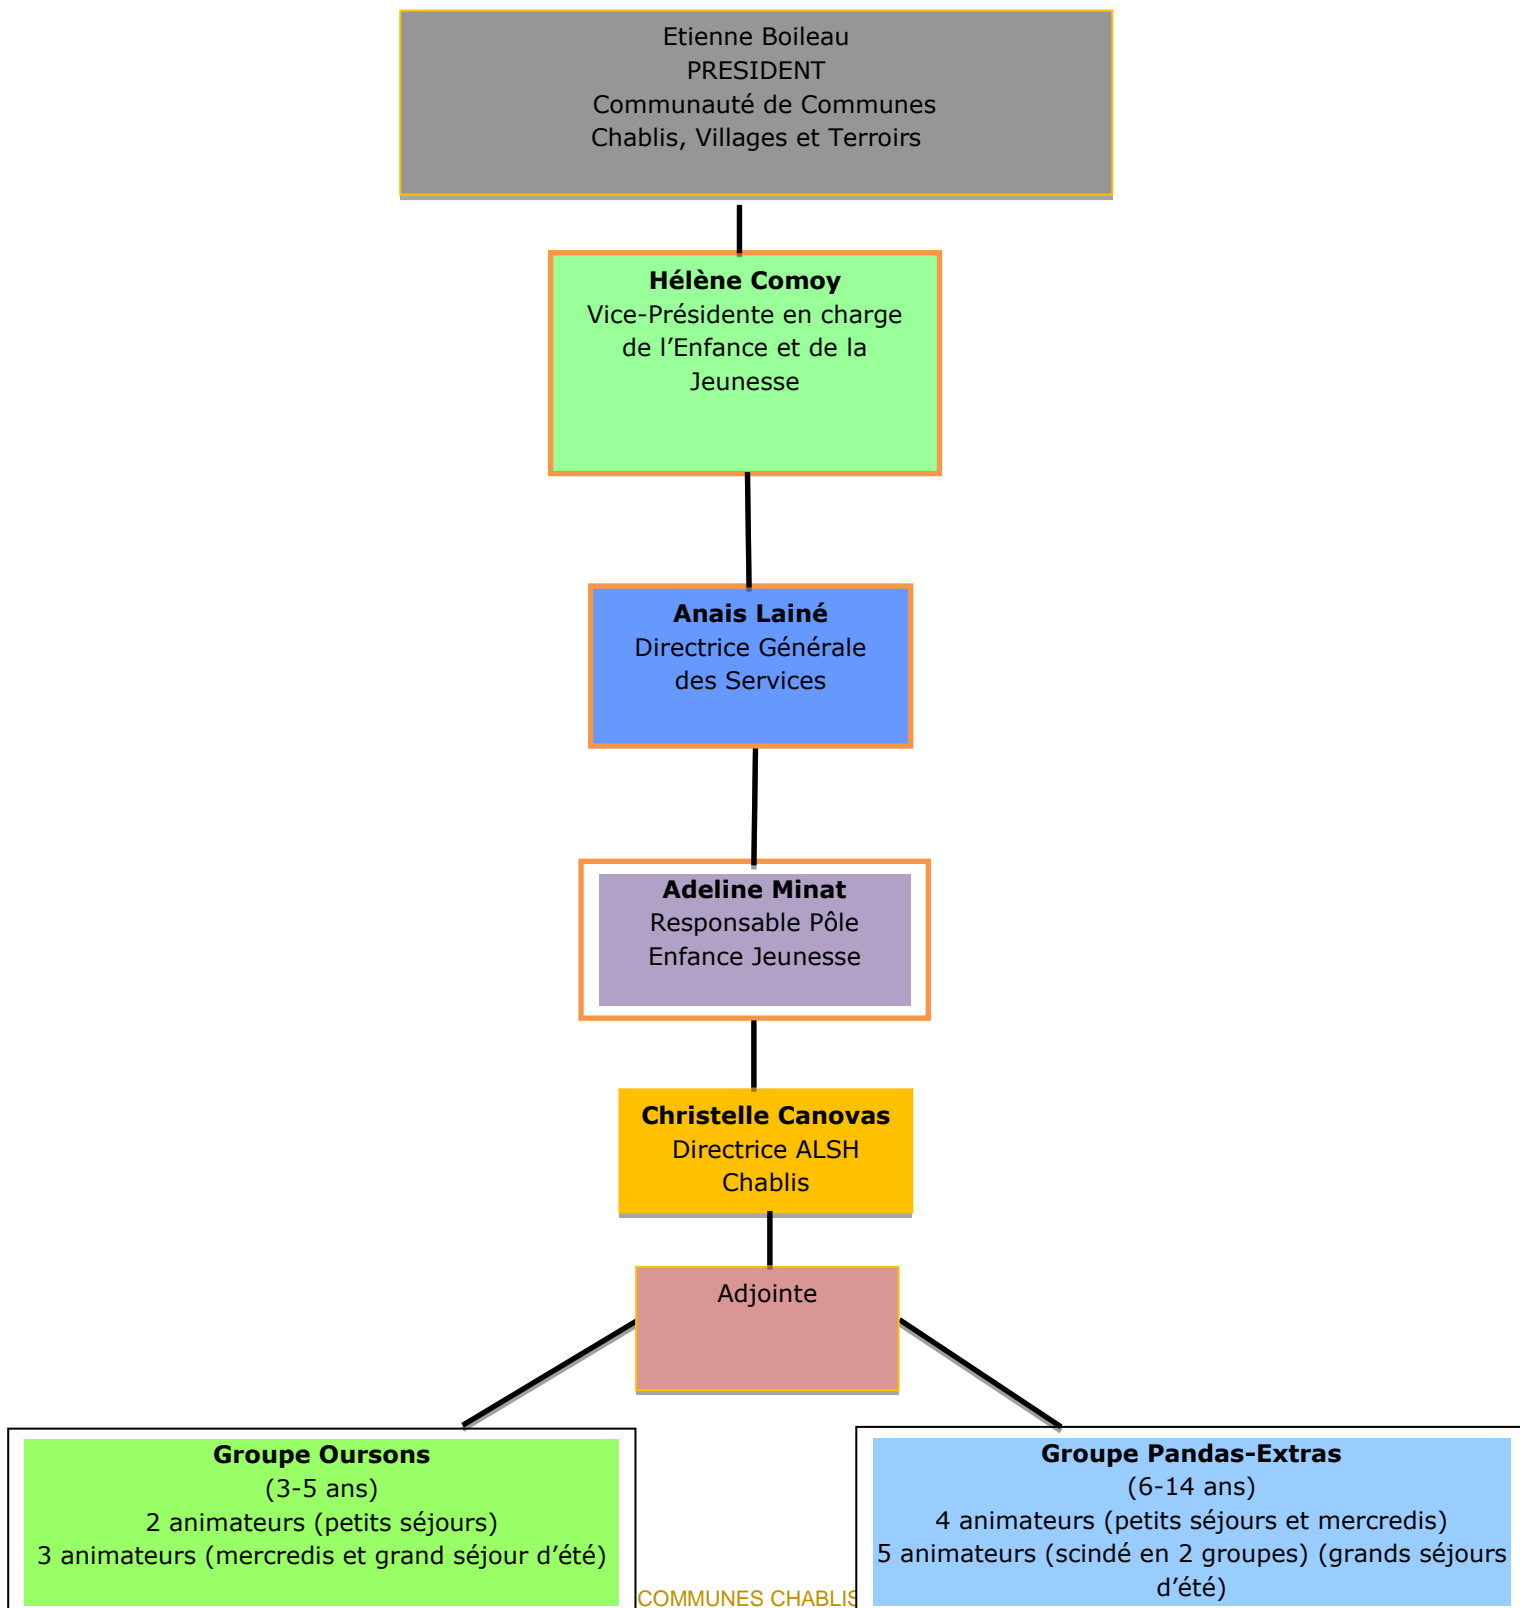 Etienne Boileau
PRESIDENT
Communauté de Communes
Chablis, Villages et Terroirs
Hélène Comoy
Vice-Présidente en charge
de l’Enfance et de la
Jeunesse
Anais Lainé
Directrice Générale
des Services
Adeline Minat
Responsable Pôle
Enfance Jeunesse
Christelle Canovas
Directrice ALSH
Chablis
Adjointe
Groupe Oursons
(3-5 ans)
2 animateurs (petits séjours)
3 animateurs (mercredis et grand séjour d’été)
Groupe Pandas-Extras
(6-14 ans)
4 animateurs (petits séjours et mercredis)
5 animateurs (scindé en 2 groupes) (grands séjours
d’été)
COMMUNES CHABLIS